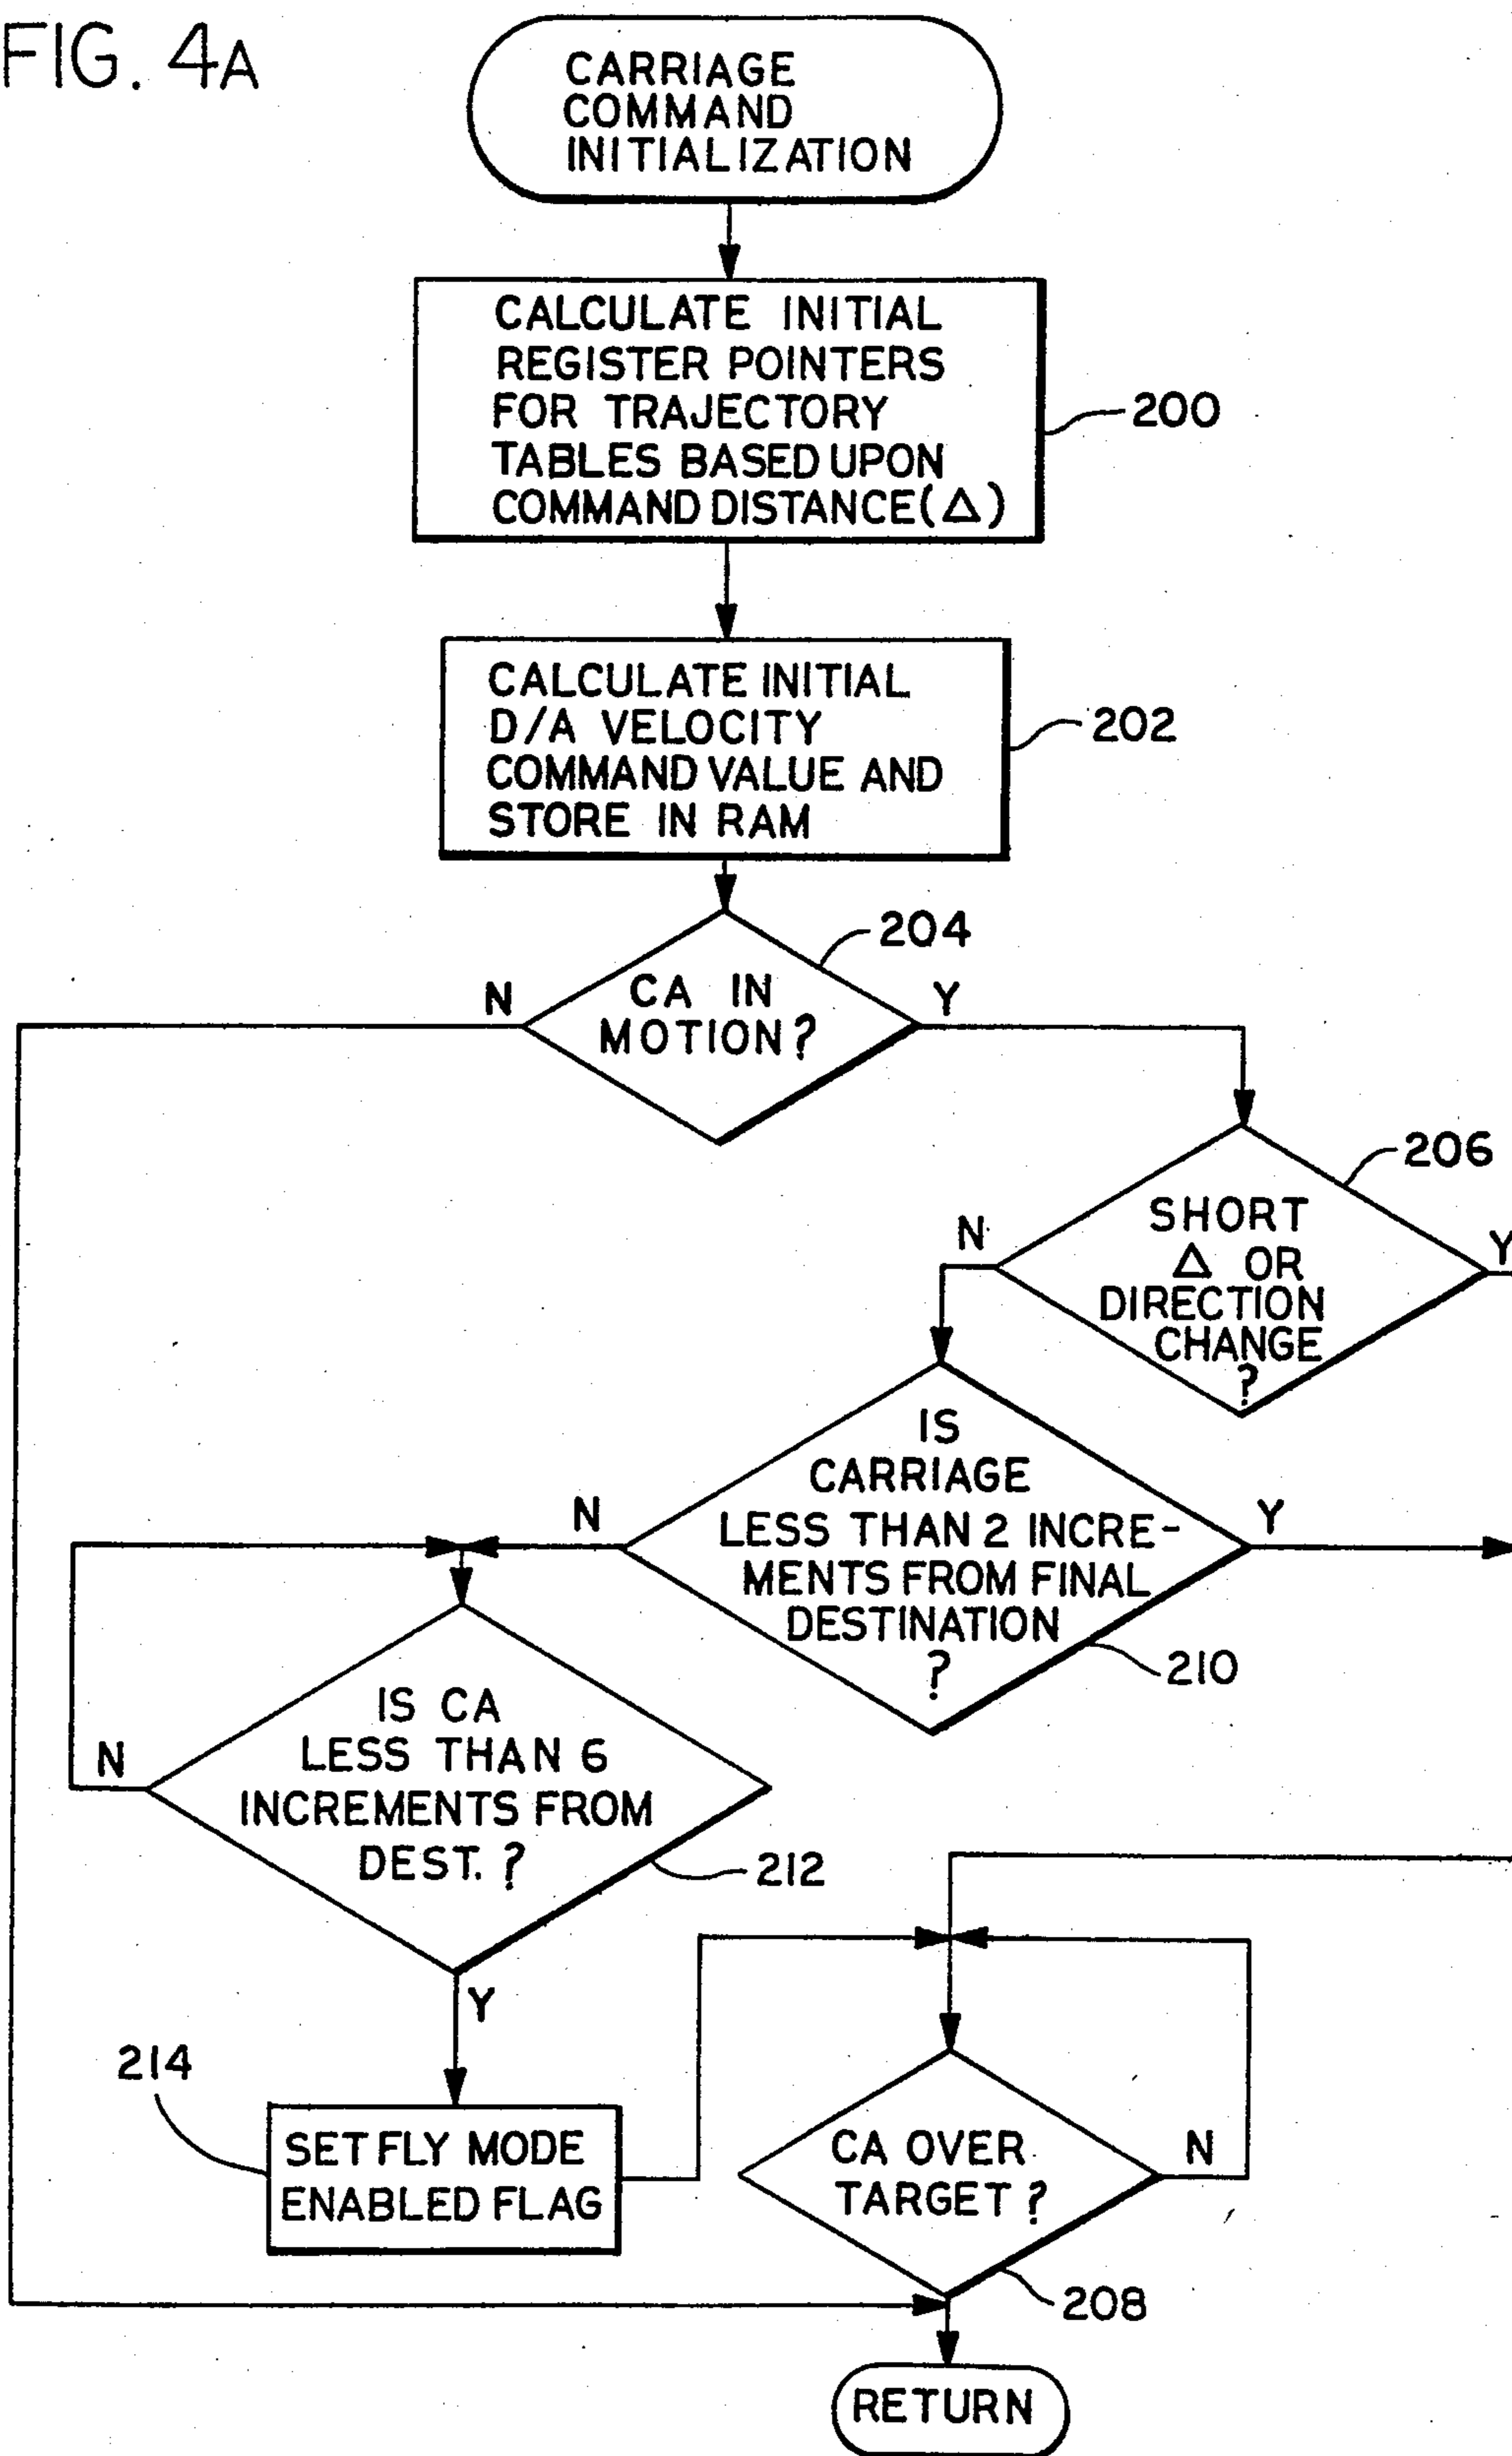 FIG. 4A
CARRIAGE
COMMAND
INITIALIZATION
CALCULATE INITIAL
REGISTER POINTERS
FOR TRAJECTORY
TABLES BASED UPON
COMMAND DISTANCE(△)
200
CALCULATE INITIAL
D/A VELOCITY
COMMAND VALUE AND
STORE IN RAM
202
204
N
CA IN
MOTION?
Y
206
N
SHORT
△ OR
DIRECTION
CHANGE
?
Y
N
IS
CARRIAGE
LESS THAN 2 INCRE-
MENTS FROM FINAL
DESTINATION
?
Y
210
N
IS CA
LESS THAN 6
INCREMENTS FROM
DEST. ?
212
Y
214
SET FLY MODE
ENABLED FLAG
CA OVER
TARGET ?
N
208
RETURN